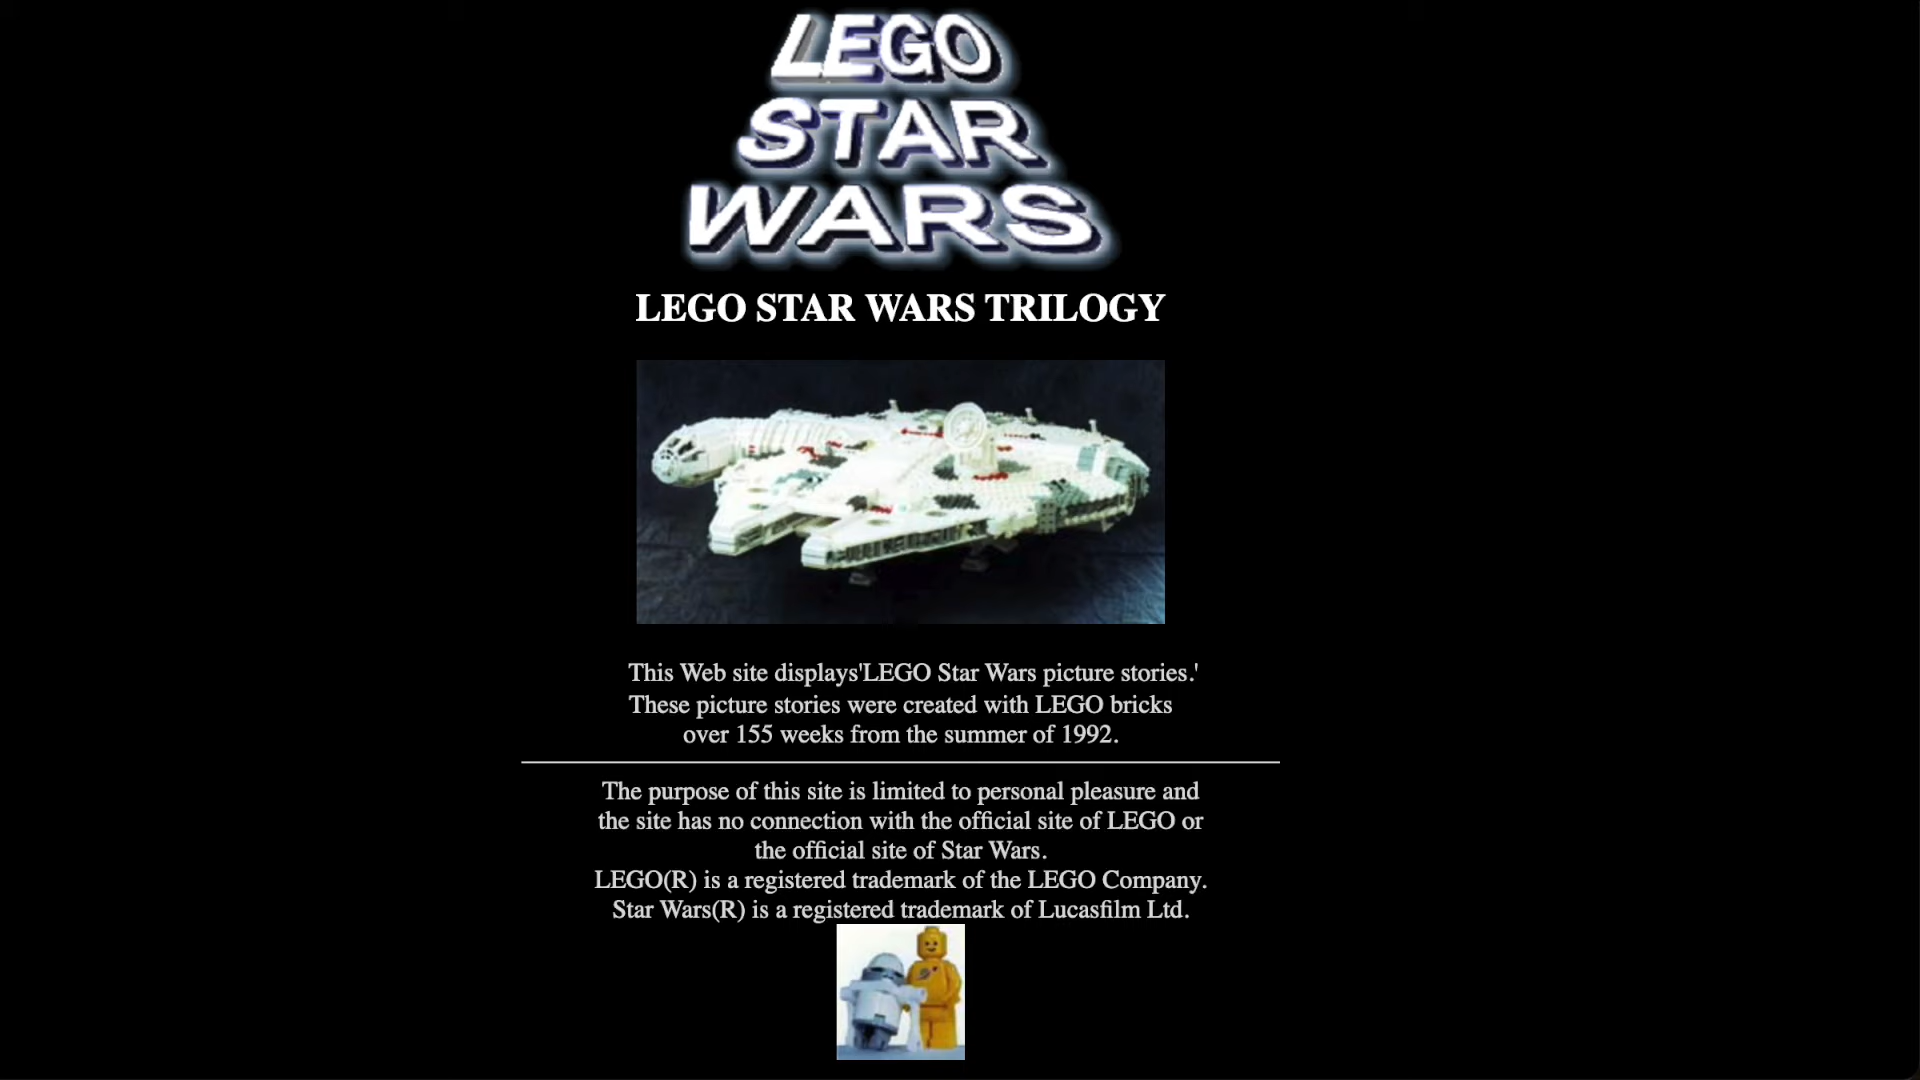 LEGO
STAR
WARS
LEGO STAR WARS TRILOGY
This Web site displays'LEGO Star Wars picture stories.'
These picture stories were created with LEGO bricks
over 155 weeks from the summer of 1992.
The purpose of this site is limited to personal pleasure and
the site has no connection with the official site of LEGO or
the official site of Star Wars.
LEGO(R) is a registered trademark of the LEGO Company.
Star Wars(R) is a registered trademark of Lucasfilm Ltd.